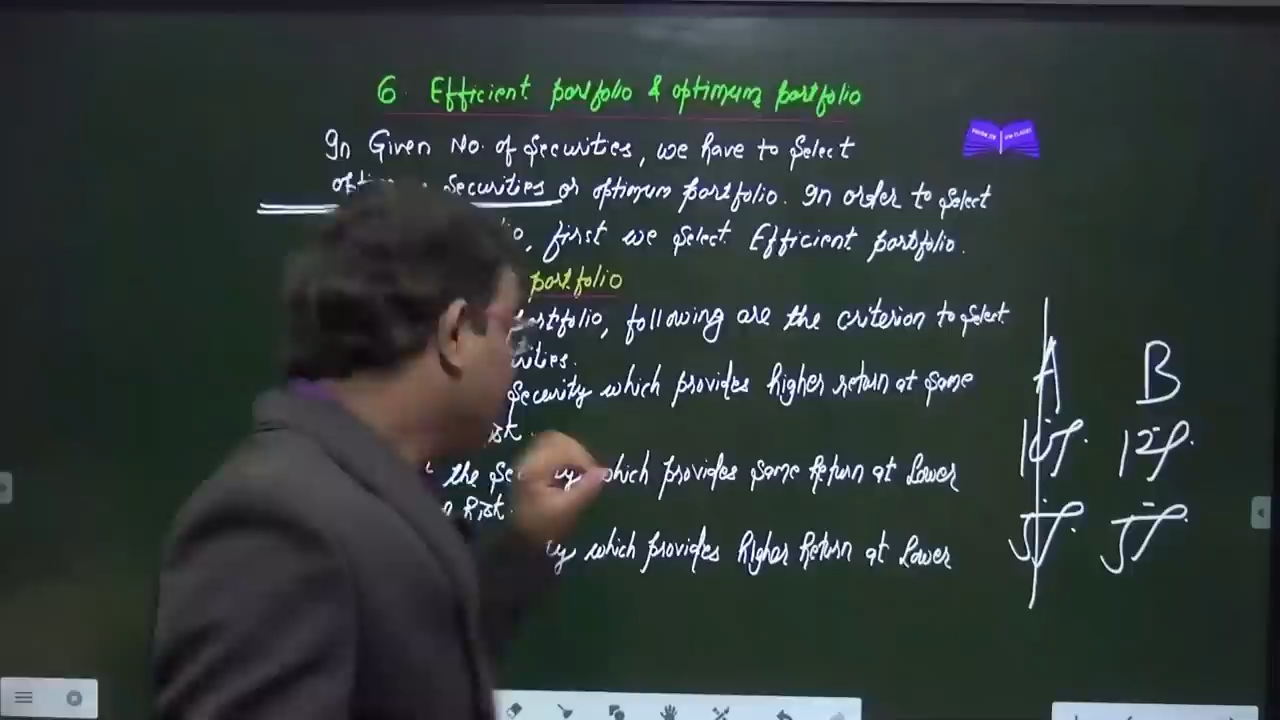 6. Efficient portfolio & optimum portfolio
In Given No. of Securities, we have to Select
Securities or optimum portfolio. In order to Select
, first we Select Efficient portfolio.
portfolio
portfolio, following are the criterion to Select
Security which provides higher return at Same
the which provides Same Return at Lower
Risk.
which provides higher Return at Lower
A B
10%. 12%.
5%. 5%.